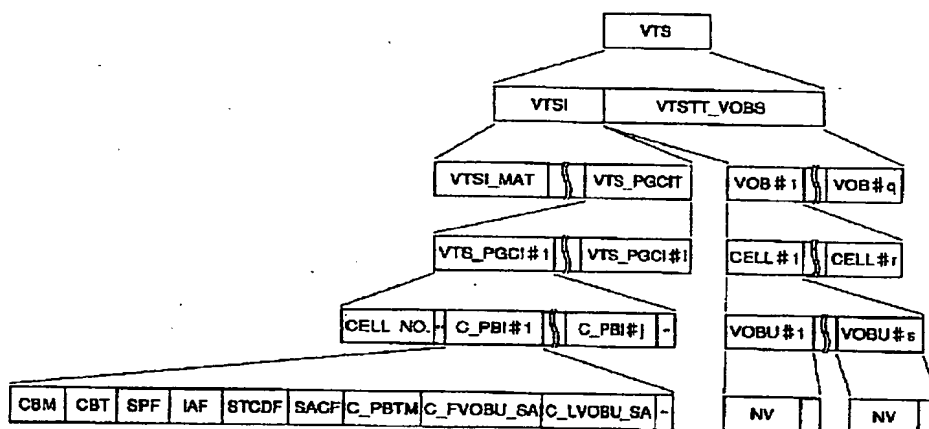 VTS
VTSI VTSTT_VOBS
VTSI_MAT VTS_PGCIT VOB#1 VOB#q
VTS_PGCI#1 VTS_PGCI#I CELL#1 CELL#r
CELL NO. - C_PBI#1 C_PBI#j - VOBU#1 VOBU#s
CBM CBT SPF IAF STCDF SACF C_PBTM C_FVOBU_SA C_LVOBU_SA - NV NV